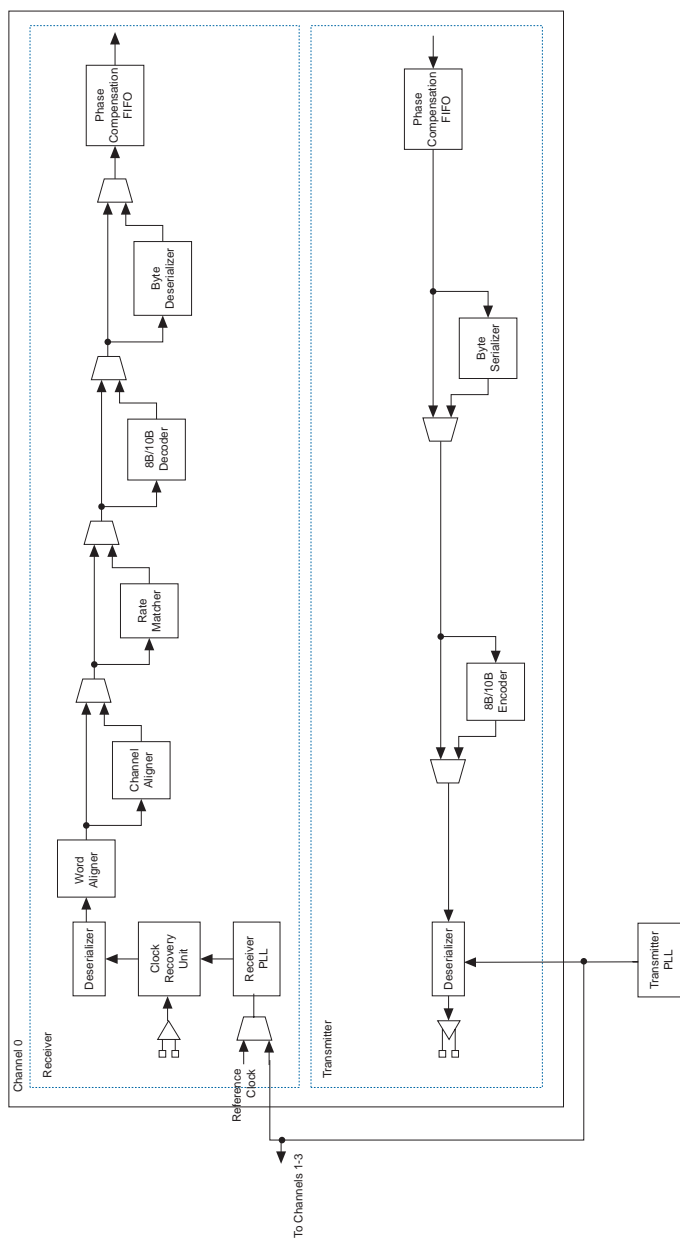 Channel 0
Receiver
Deserializer
Word
Aligner
Clock
Recovery
Unit
Receiver
PLL
Reference
Clock
Channel
Aligner
Rate
Matcher
8B/10B
Decoder
Byte
Deserializer
Phase
Compensation
FIFO
Transmitter
Deserializer
8B/10B
Encoder
Byte
Serializer
Phase
Compensation
FIFO
To Channels 1-3
Transmitter
PLL